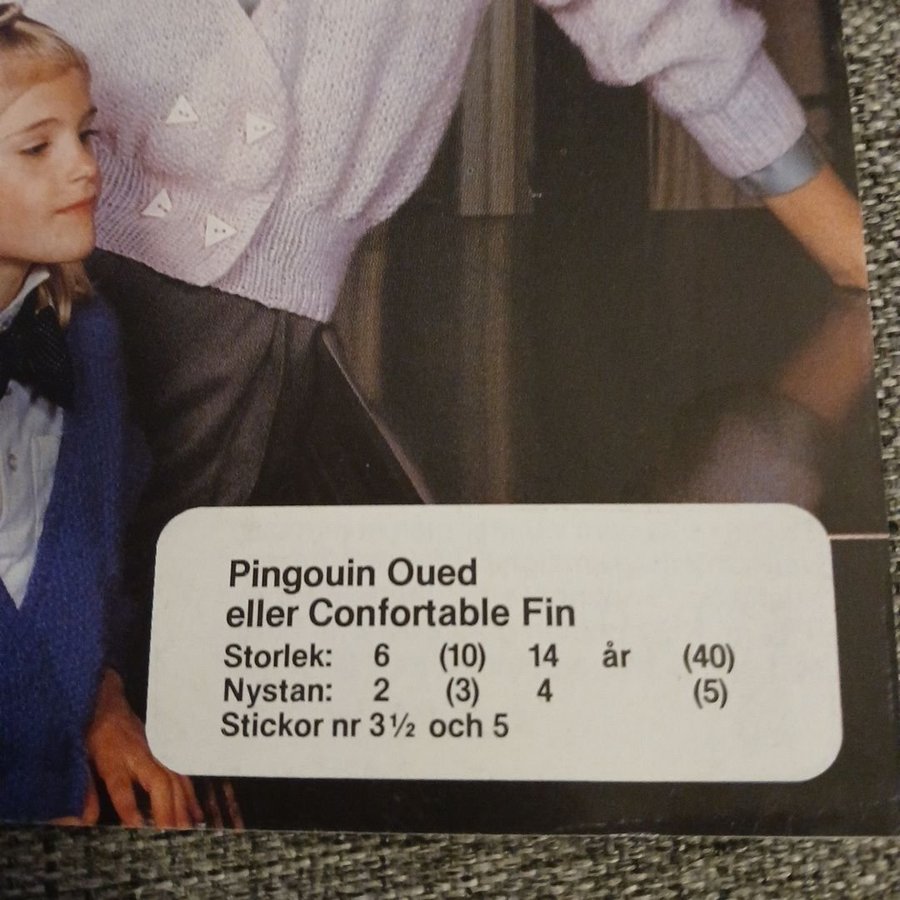 Pingouin Oued
eller Confortable Fin
Storlek: 6 (10) 14 år (40)
Nystan: 2 (3) 4 (5)
Stickor nr 3½ och 5